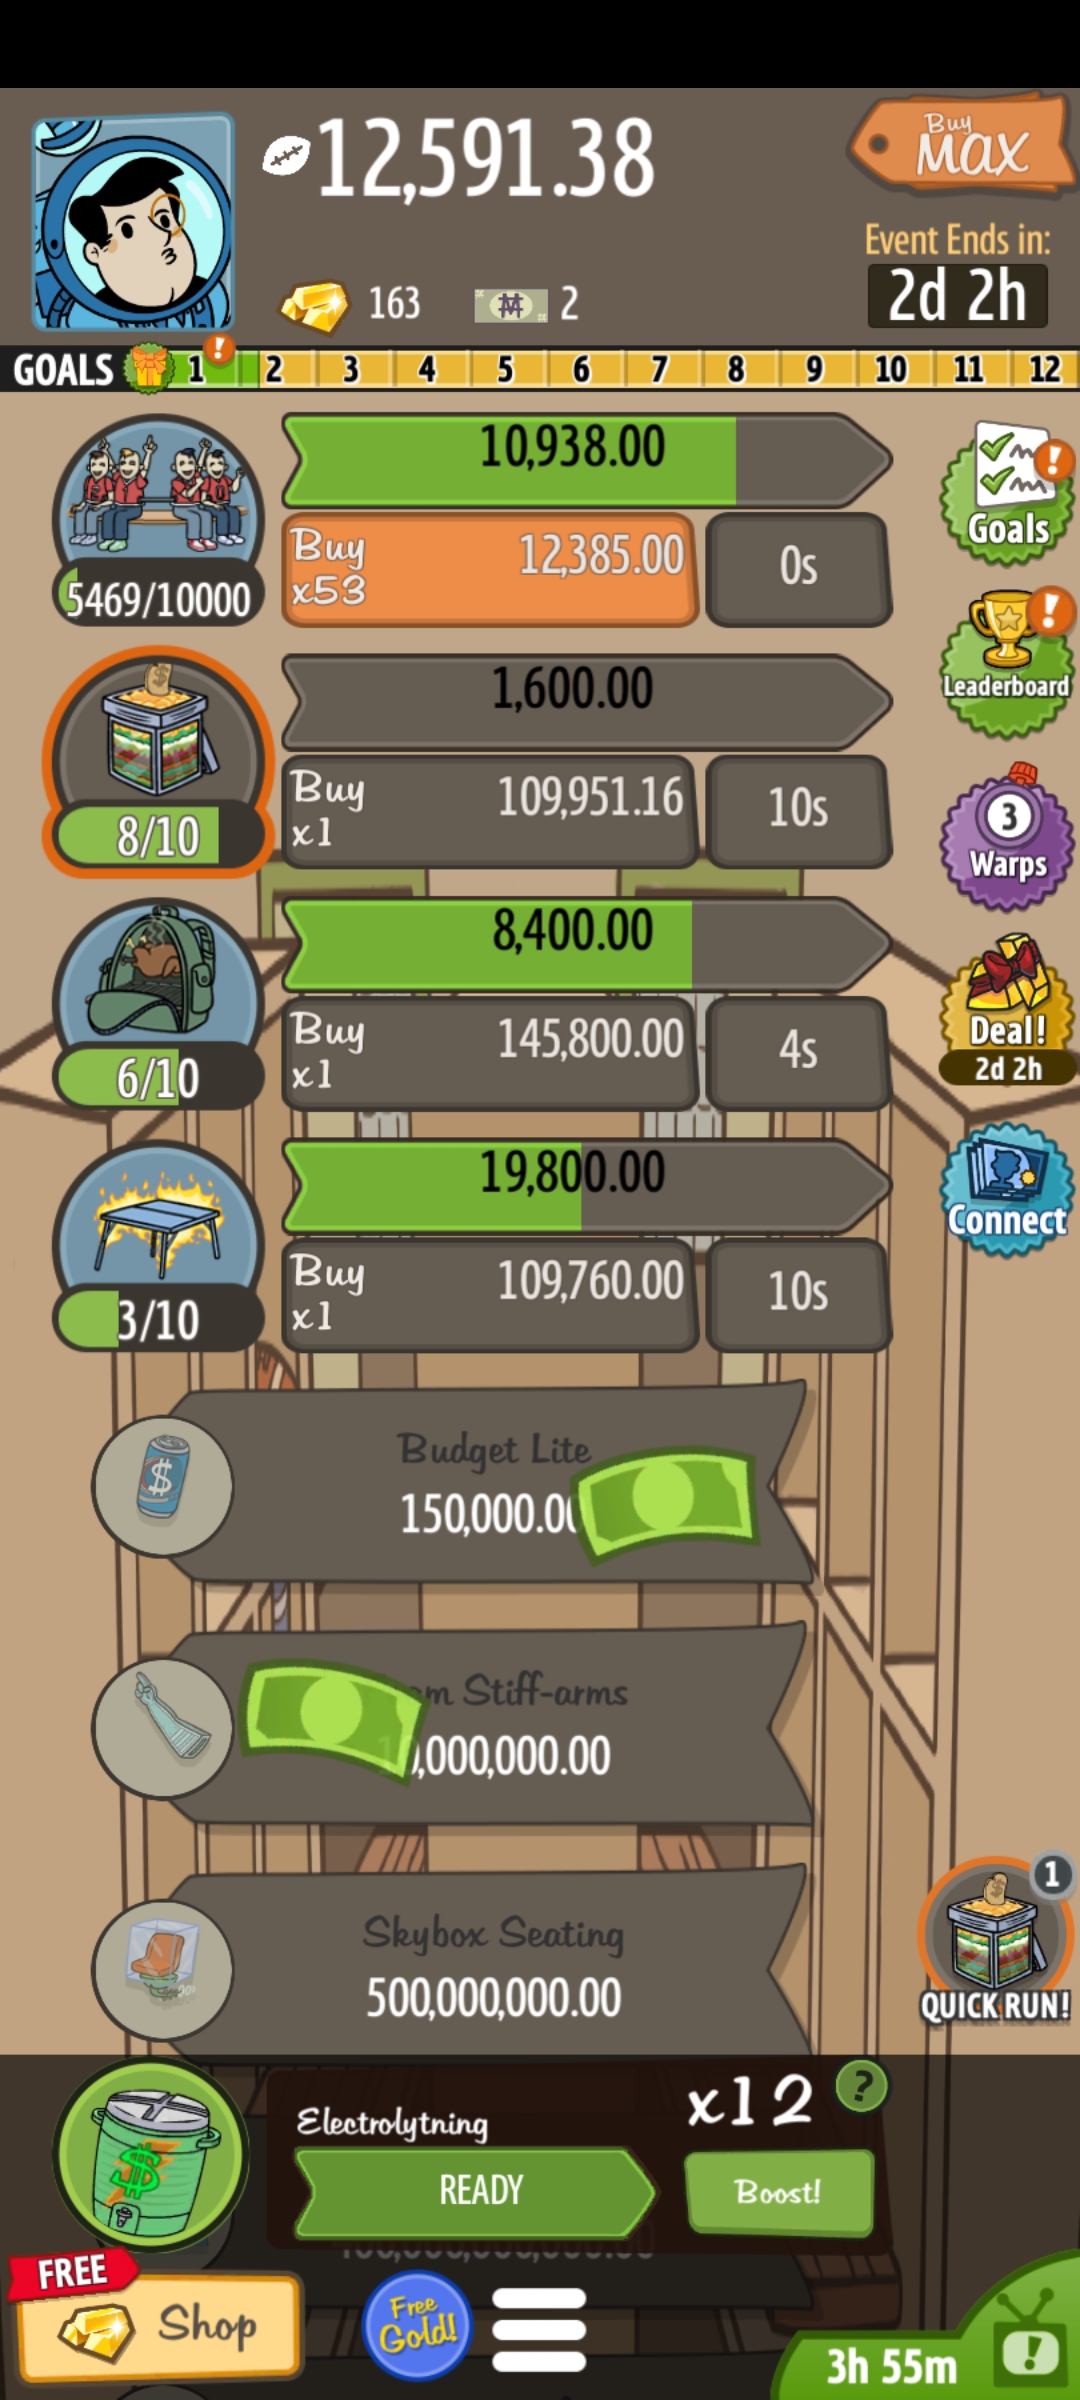 12,591.38
Buy
MAX
Event Ends in:
2d 2h
163
2
GOALS 1 ! 2 3 4 5 6 7 8 9 10 11 12
10,938.00
Buy
x53
12,385.00
0s
5469/10000
!
Goals
1,600.00
Buy
x1
109,951.16
10s
8/10
!
Leaderboard
3
Warps
8,400.00
Buy
x1
145,800.00
4s
6/10
Deal!
2d 2h
19,800.00
Buy
x1
109,760.00
10s
3/10
Connect
Budget Lite
150,000.00
Stiff-arms
,000,000.00
Skybox Seating
500,000,000.00
1
QUICK RUN!
Electrolytning
x12
?
READY
Boost!
FREE
Shop
Free
Gold!
3h 55m
!